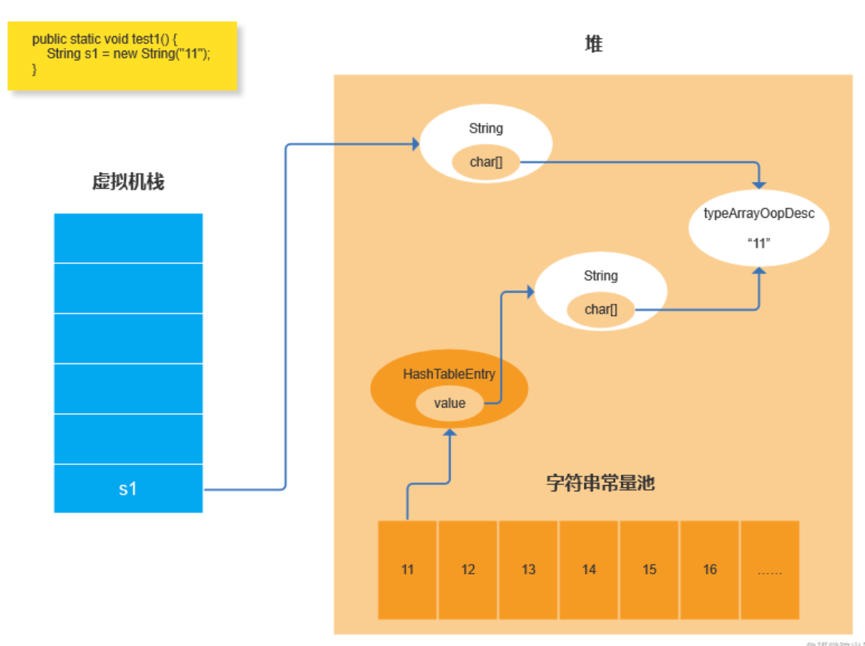 public static void test1() {
String s1 = new String("11");
}
堆
虚拟机栈
String
char[]
typeArrayOopDesc
“11”
String
char[]
HashTableEntry
value
s1
字符串常量池
11 12 13 14 15 16 ......